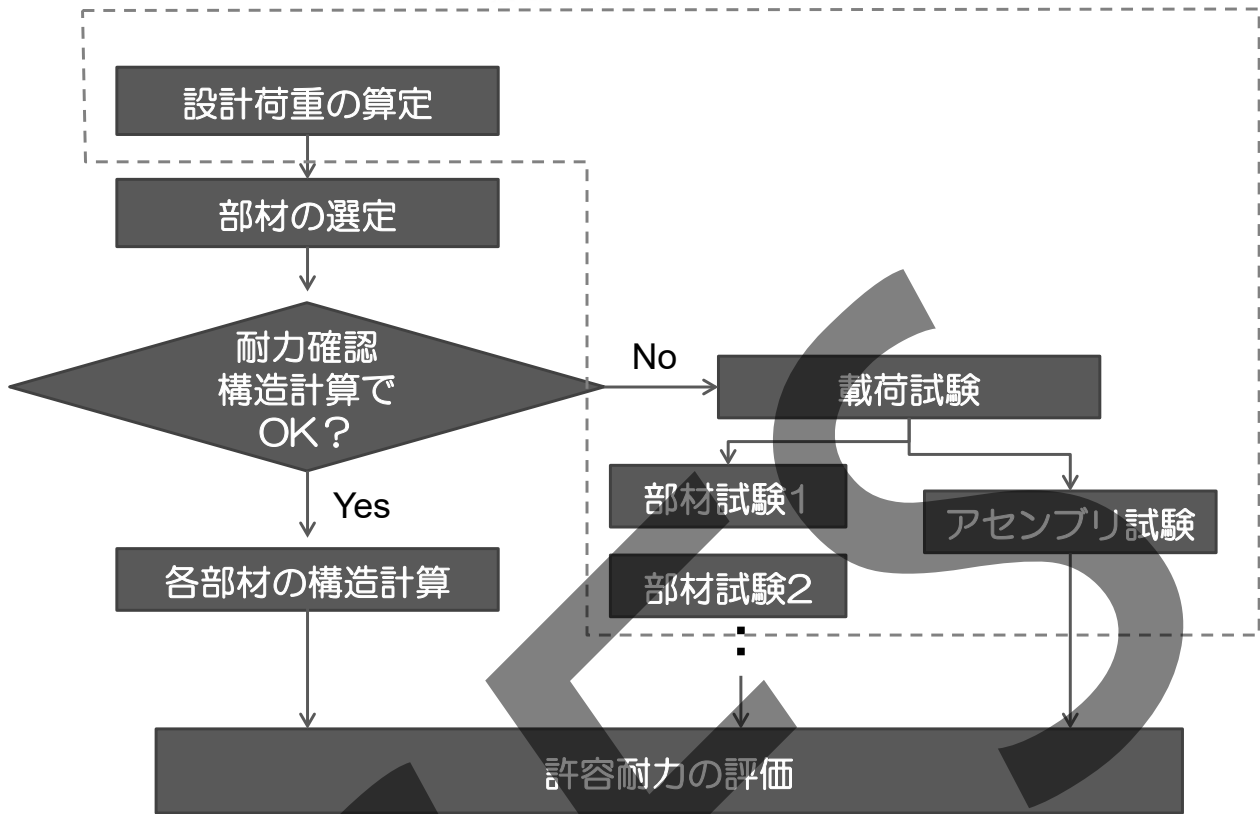 設計荷重の算定
部材の選定
耐力確認
構造計算で
OK？
No
載荷試験
Yes
部材試験1
アセンブリ試験
各部材の構造計算
部材試験2
許容耐力の評価